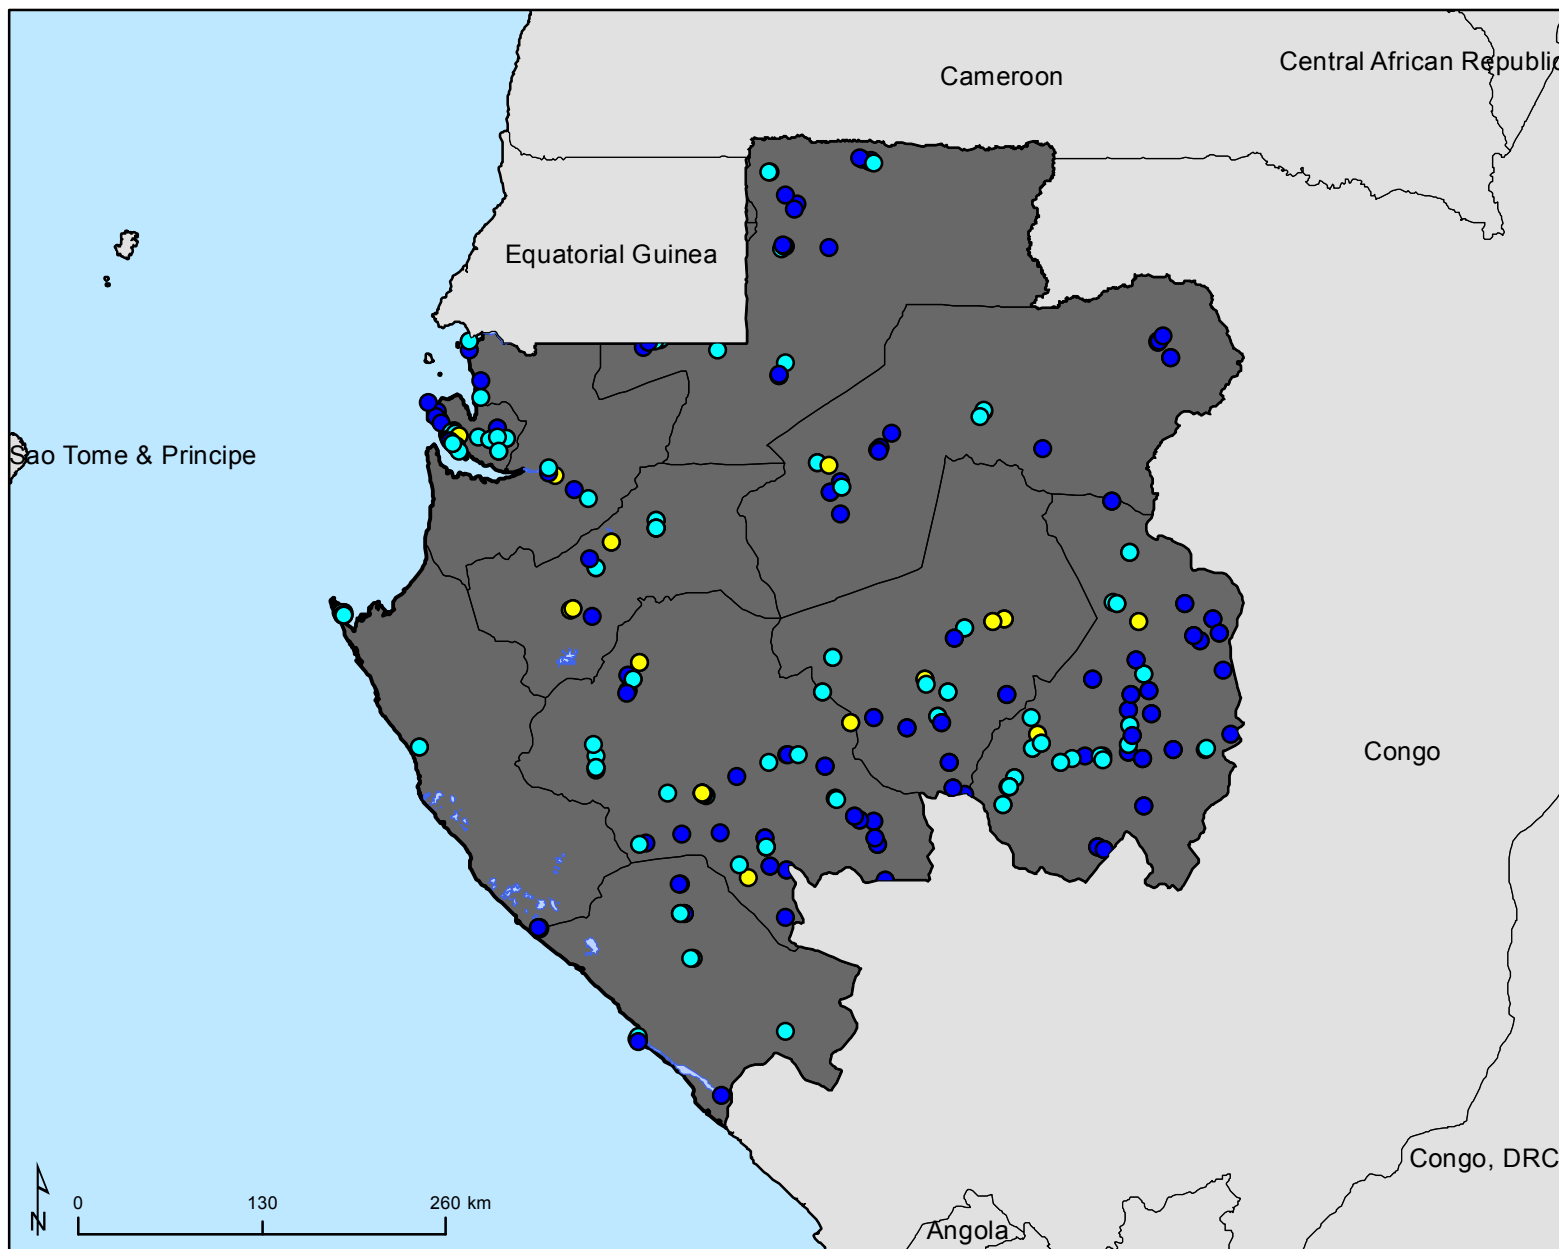 Central African Republic
Cameroon
Equatorial Guinea
Sao Tome & Principe
Congo
Congo, DRC
N
0 130 260 km
Angola